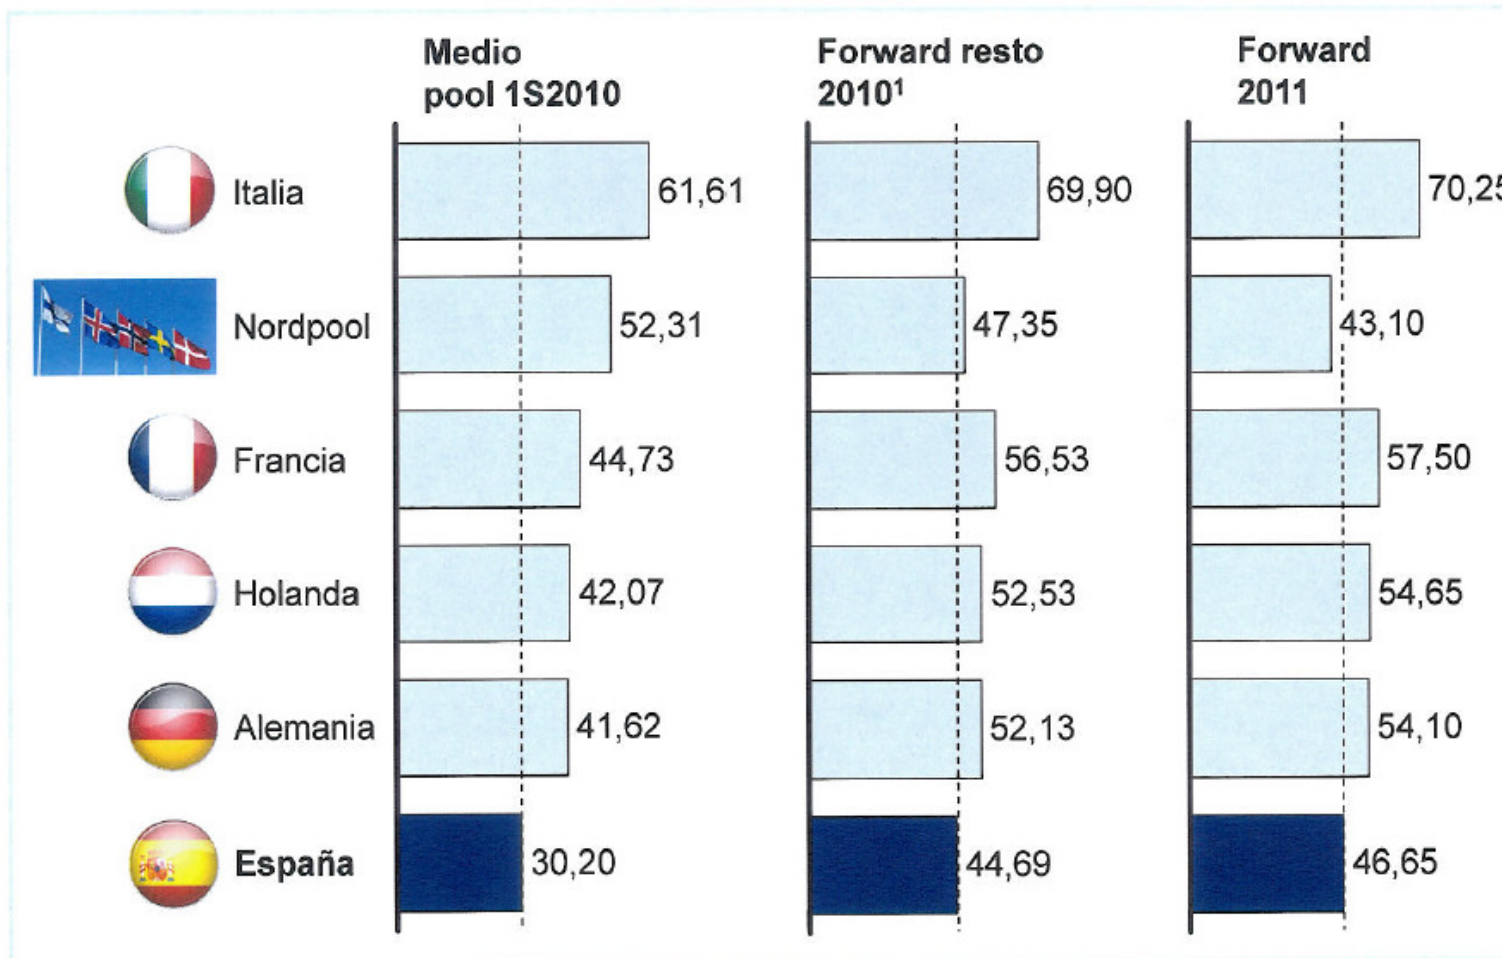 Medio
pool 1S2010
Forward resto
2010¹
Forward
2011
Italia 61,61 69,90 70,25
Nordpool 52,31 47,35 43,10
Francia 44,73 56,53 57,50
Holanda 42,07 52,53 54,65
Alemania 41,62 52,13 54,10
España 30,20 44,69 46,65